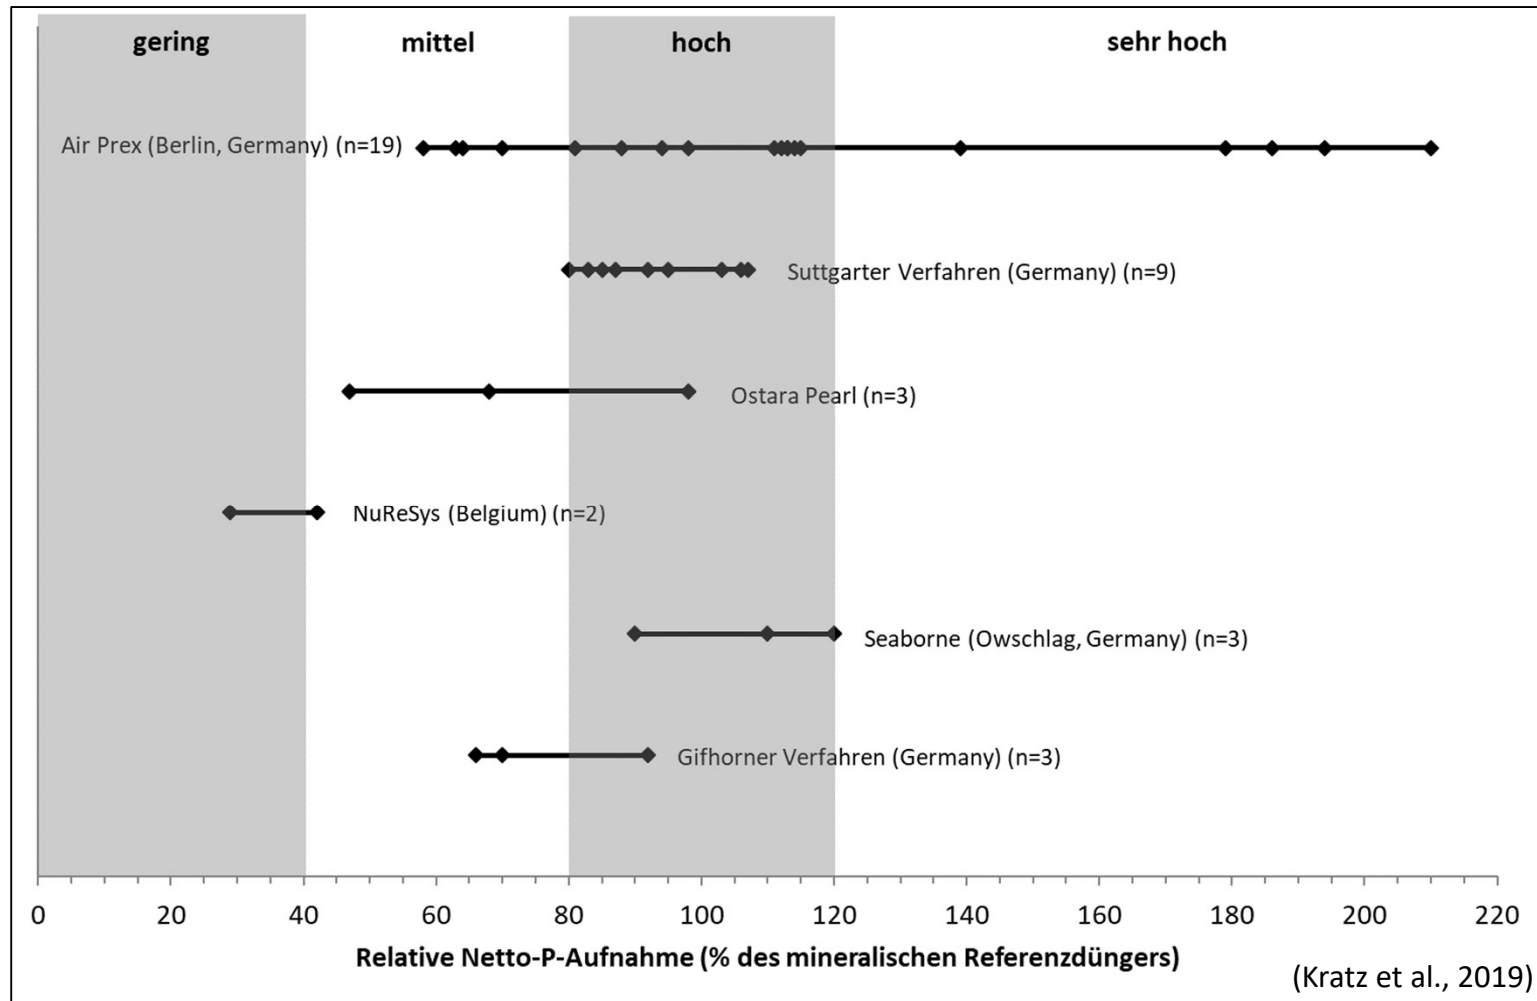 gering mittel hoch sehr hoch
Air Prex (Berlin, Germany) (n=19)
Suttgarter Verfahren (Germany) (n=9)
Ostara Pearl (n=3)
NuReSys (Belgium) (n=2)
Seaborne (Owschlag, Germany) (n=3)
Gifhorner Verfahren (Germany) (n=3)
0 20 40 60 80 100 120 140 160 180 200 220
Relative Netto-P-Aufnahme (% des mineralischen Referenzdüngers)
(Kratz et al., 2019)